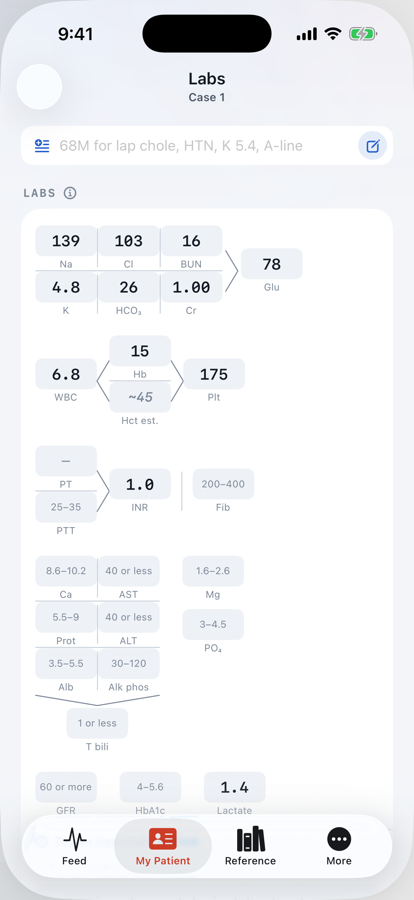 9:41
Labs
Case 1
68M for lap chole, HTN, K 5.4, A-line
LABS
139 103 16
Na Cl BUN
78
Glu
4.8 26 1.00
K HCO₃ Cr
15
Hb
6.8 175
WBC Plt
~45
Hct est.
—
PT
1.0 200–400
INR Fib
25–35
PTT
8.6–10.2 40 or less 1.6–2.6
Ca AST Mg
5.5–9 40 or less 3–4.5
Prot ALT PO₄
3.5–5.5 30–120
Alb Alk phos
1 or less
T bili
60 or more 4–5.6 1.4
GFR HbA1c Lactate
Feed My Patient Reference More